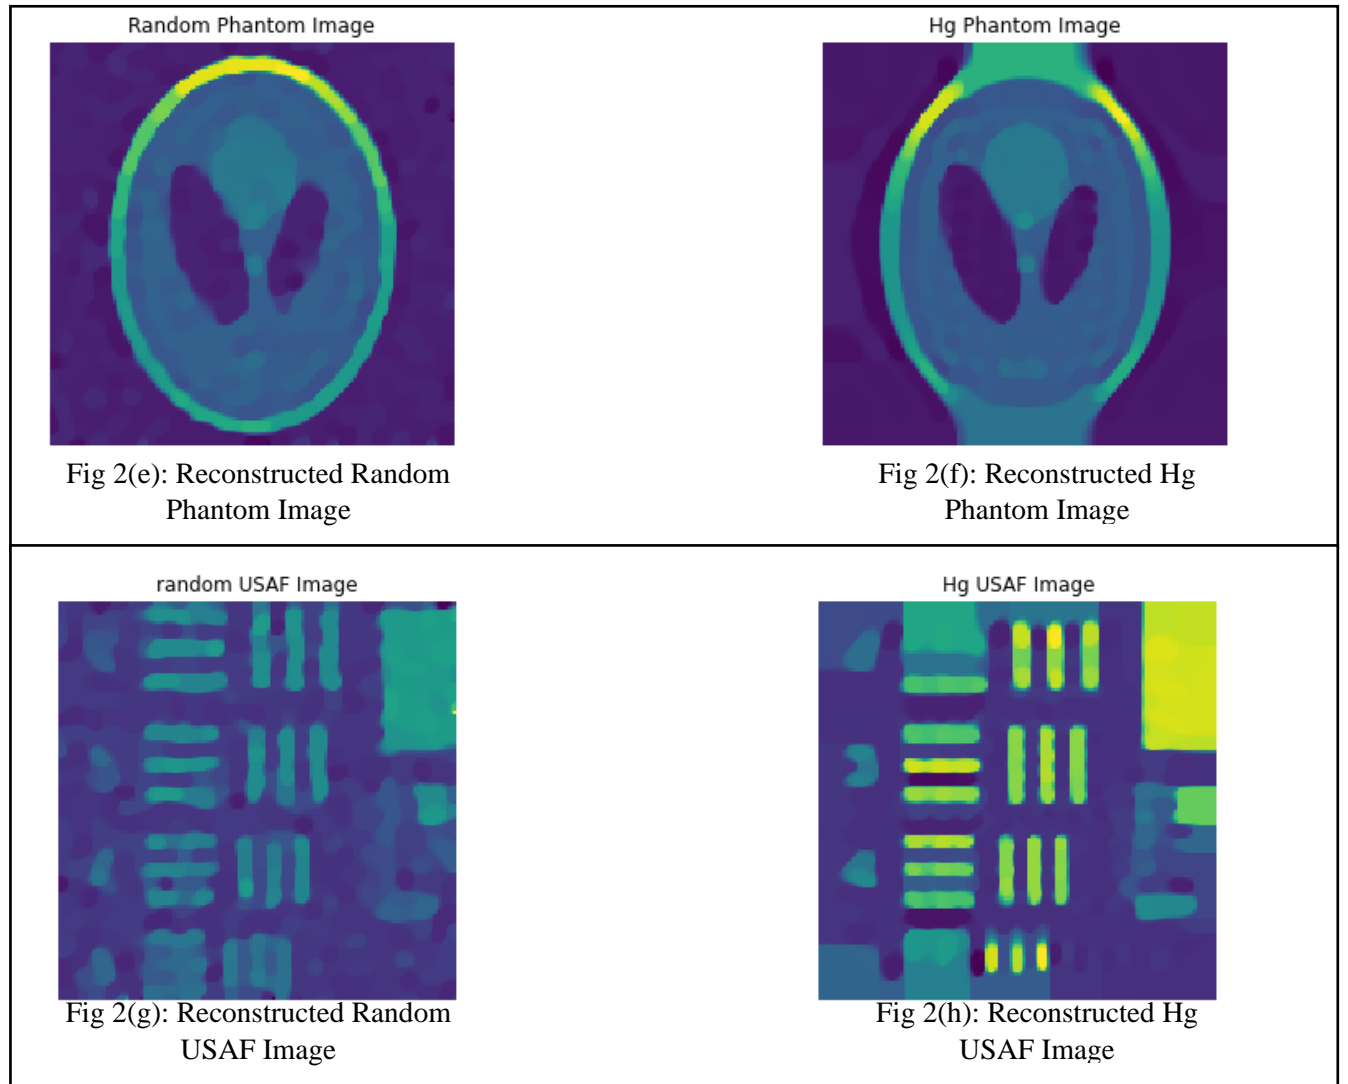 Random Phantom Image
Hg Phantom Image
Fig 2(e): Reconstructed Random
Phantom Image
Fig 2(f): Reconstructed Hg
Phantom Image
random USAF Image
Hg USAF Image
Fig 2(g): Reconstructed Random
USAF Image
Fig 2(h): Reconstructed Hg
USAF Image